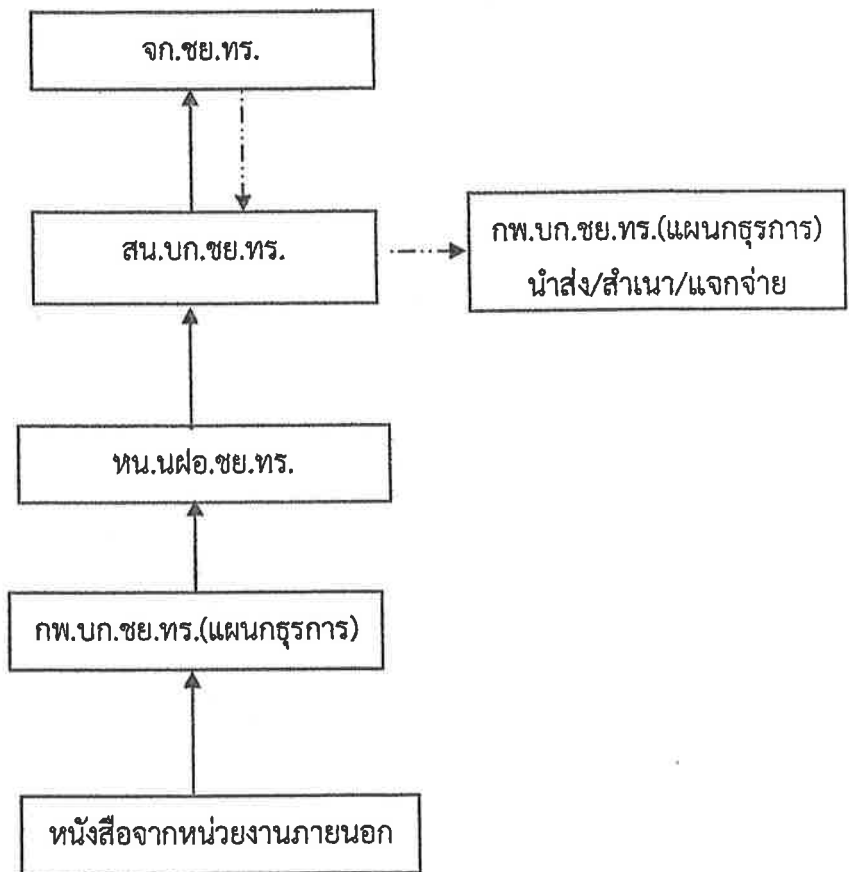 จก.ชย.ทร.
สน.บก.ชย.ทร.
กพ.บก.ชย.ทร.(แผนกธุรการ)
นำส่ง/สำเนา/แจกจ่าย
หน.นฝอ.ชย.ทร.
กพ.บก.ชย.ทร.(แผนกธุรการ)
หนังสือจากหน่วยงานภายนอก